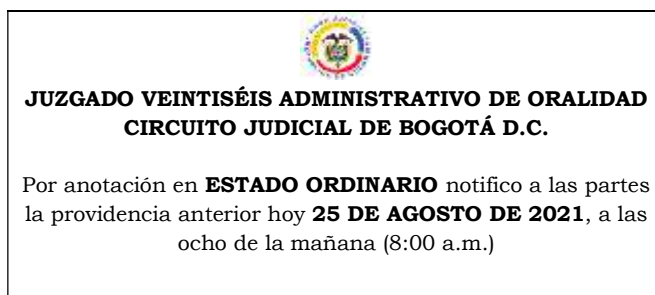 JUZGADO VEINTISÉIS ADMINISTRATIVO DE ORALIDAD
CIRCUITO JUDICIAL DE BOGOTÁ D.C.
Por anotación en ESTADO ORDINARIO notifico a las partes
la providencia anterior hoy 25 DE AGOSTO DE 2021, a las
ocho de la mañana (8:00 a.m.)